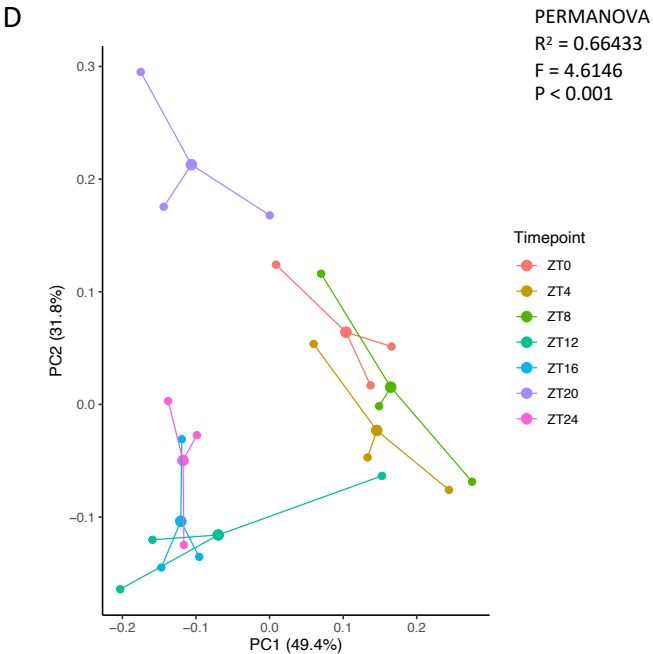 D
PERMANOVA
R² = 0.66433
F = 4.6146
P < 0.001
0.3
0.2
0.1
0.0
−0.1
PC2 (31.8%)
−0.2
−0.1
0.0
0.1
0.2
PC1 (49.4%)
Timepoint
ZT0
ZT4
ZT8
ZT12
ZT16
ZT20
ZT24